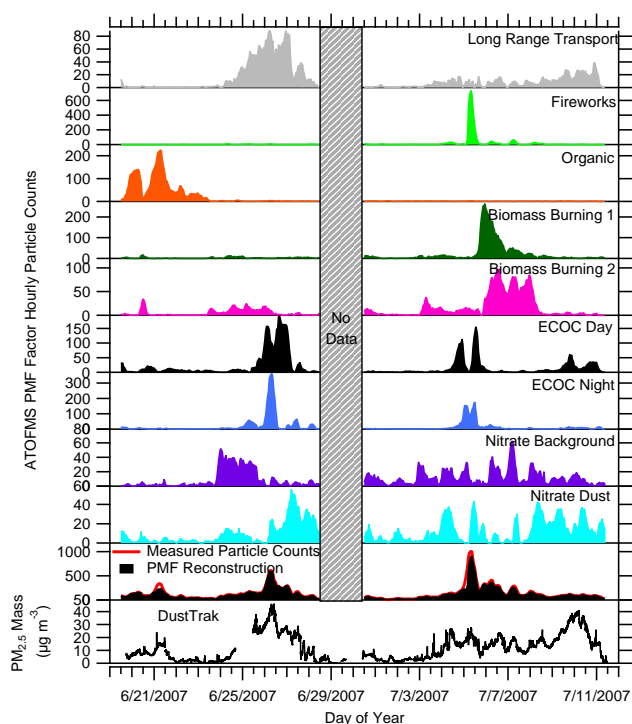 80
60
40
20
0
Long Range Transport
600
400
200
0
Fireworks
200
100
0
Organic
200
100
0
Biomass Burning 1
100
50
0
Biomass Burning 2
150
100
50
0
ECOC Day
300
200
100
0
ECOC Night
80
60
40
20
0
Nitrate Background
60
40
20
0
Nitrate Dust
No
Data
1000
500
0
Measured Particle Counts
PMF Reconstruction
50
40
30
20
10
0
DustTrak
ATOFMS PMF Factor Hourly Particle Counts
PM2.5 Mass
(µg m-3)
6/21/2007 6/25/2007 6/29/2007 7/3/2007 7/7/2007 7/11/2007
Day of Year